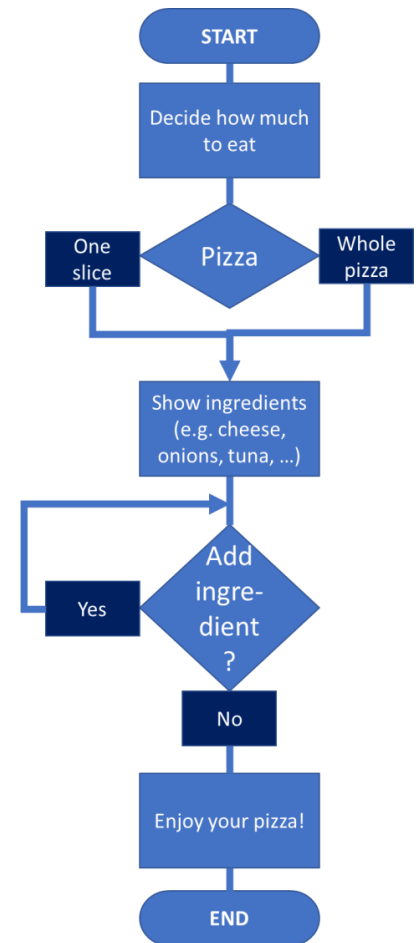 START
Decide how much
to eat
One
slice
Pizza
Whole
pizza
Show ingredients
(e.g. cheese,
onions, tuna, ...)
Add
ingre-
dient
?
Yes
No
Enjoy your pizza!
END